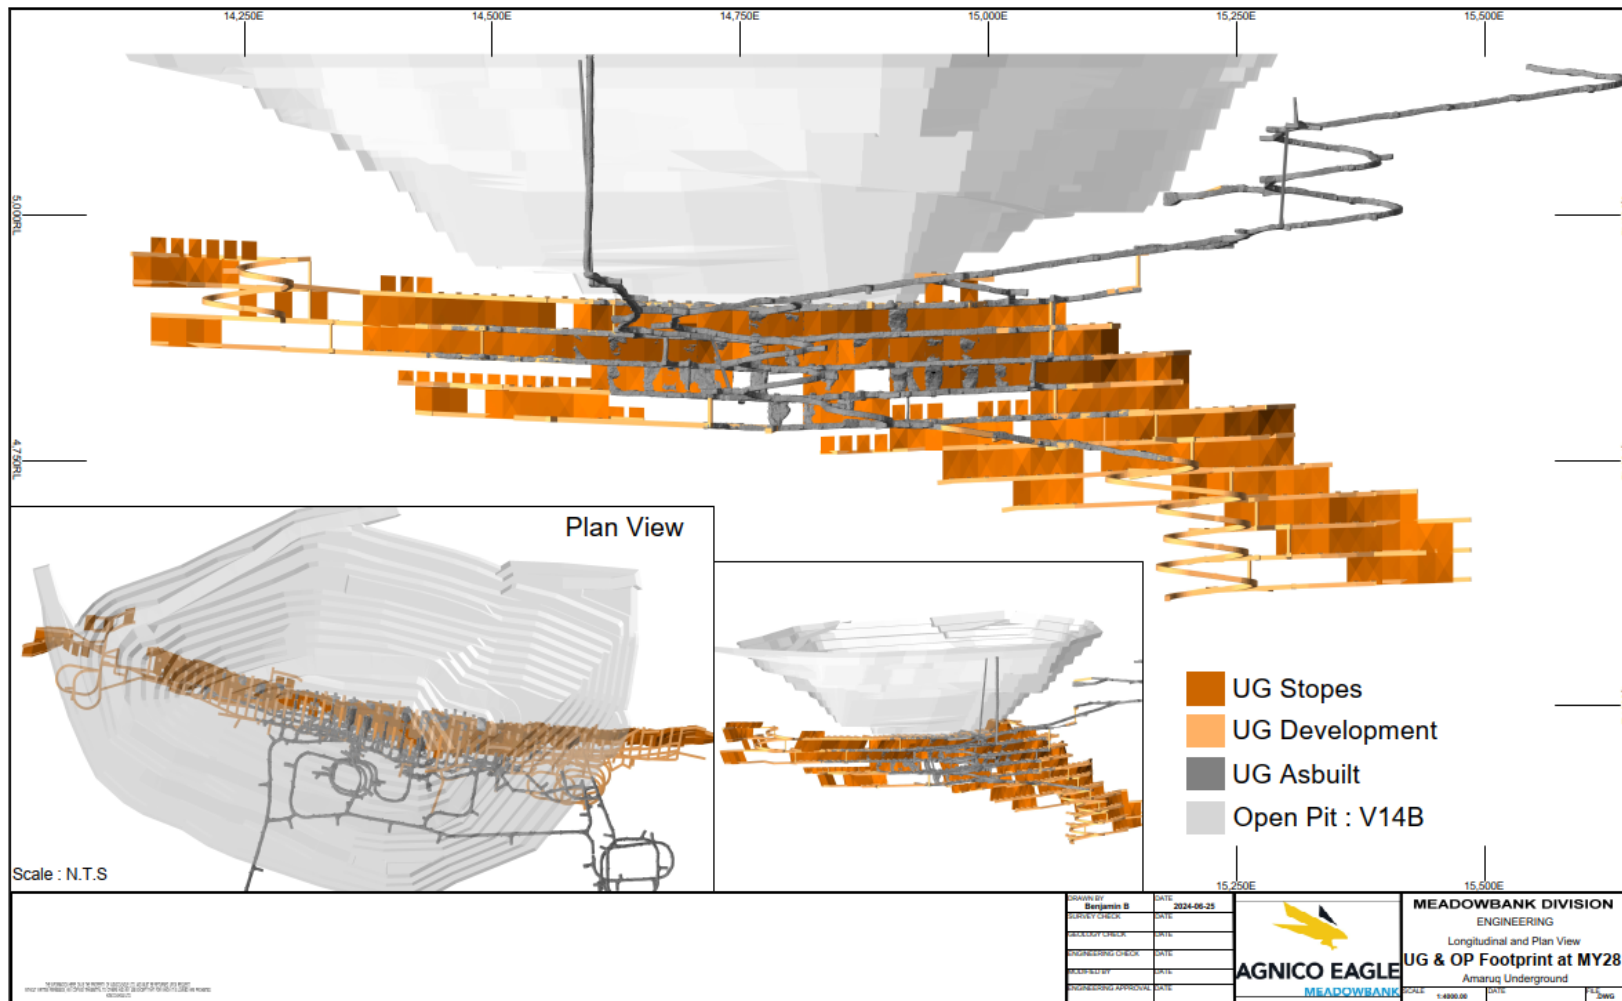 14,250E 14,500E 14,750E 15,000E 15,250E 15,500E
5,000RL
4,750RL
Plan View
Scale : N.T.S
UG Stopes
UG Development
UG Asbuilt
Open Pit : V14B
15,250E 15,500E
DRAWN BY DATE
Benjamin B 2024-06-25
SURVEY CHECK DATE
GEOLOGY CHECK DATE
ENGINEERING CHECK DATE
MODIFIED BY DATE
ENGINEERING APPROVAL DATE
AGNICO EAGLE
MEADOWBANK
MEADOWBANK DIVISION
ENGINEERING
Longitudinal and Plan View
UG & OP Footprint at MY28
Amaruq Underground
SCALE DATE FILE
1:4000.00 .DWG